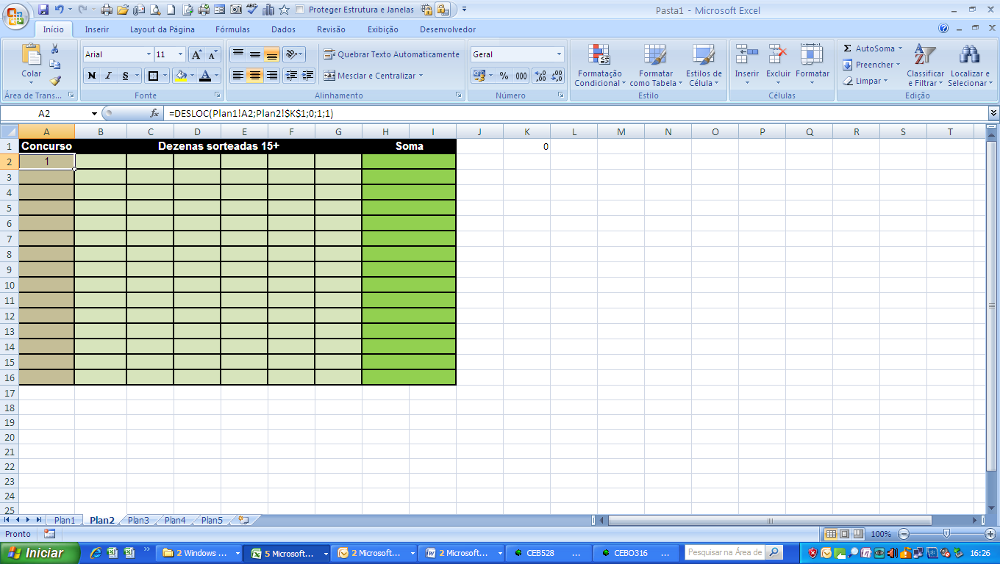 Proteger Estrutura e Janelas
Pasta1 - Microsoft Excel
Início Inserir Layout da Página Fórmulas Dados Revisão Exibição Desenvolvedor
Colar
Área de Trans...
Arial 11
N I S
Fonte
Quebrar Texto Automaticamente
Mesclar e Centralizar
Alinhamento
Geral
% 000
Número
Formatação Condicional
Formatar como Tabela
Estilos de Célula
Estilo
Inserir Excluir Formatar
Células
Σ AutoSoma
Preencher
Limpar
Classificar e Filtrar
Localizar e Selecionar
Edição
A2 fx =DESLOC(Plan1!A2;Plan2!$K$1;0;1;1)
A B C D E F G H I J K L M N O P Q R S T
1 Concurso Dezenas sorteadas 15+ Soma 0
2 1
3
4
5
6
7
8
9
10
11
12
13
14
15
16
17
18
19
20
21
22
23
24
25
Plan1 Plan2 Plan3 Plan4 Plan5
Pronto 100%
Iniciar 2 Windows ... 5 Microsoft... 2 Microsoft... 2 Microsoft... CEB528 ... CEBO316 ... Pesquisar na Área de 16:26